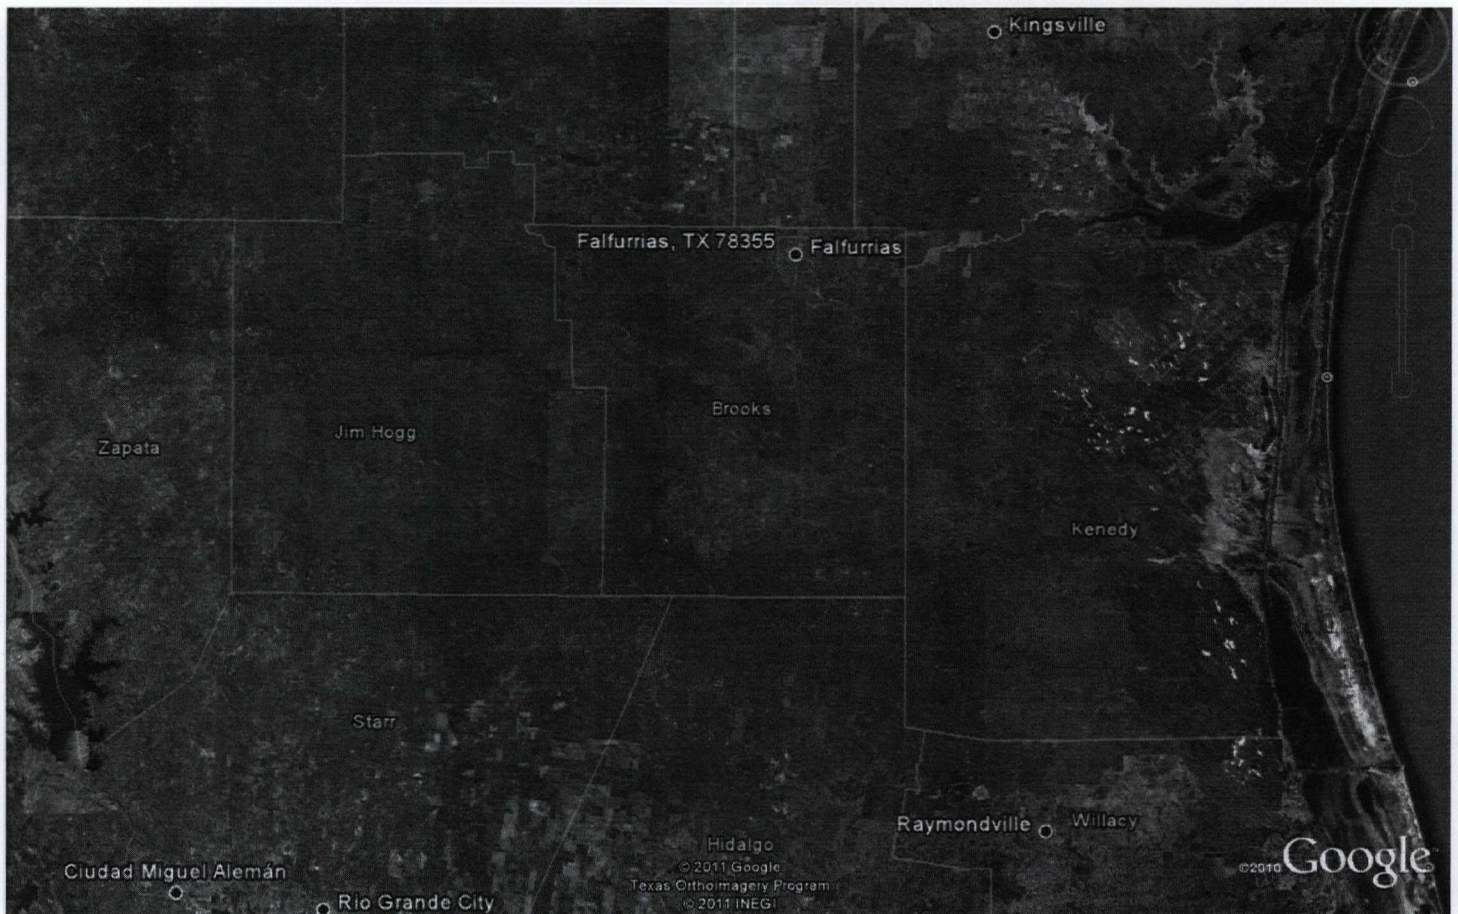 Kingsville
Falfurrias, TX 78355
Falfurrias
Brooks
Jim Hogg
Zapata
Kenedy
Starr
Raymondville
Willacy
Hidalgo
© 2011 Google
Texas Orthoimagery Program
© 2011 INEGI
©2010 Google
Ciudad Miguel Alemán
Rio Grande City